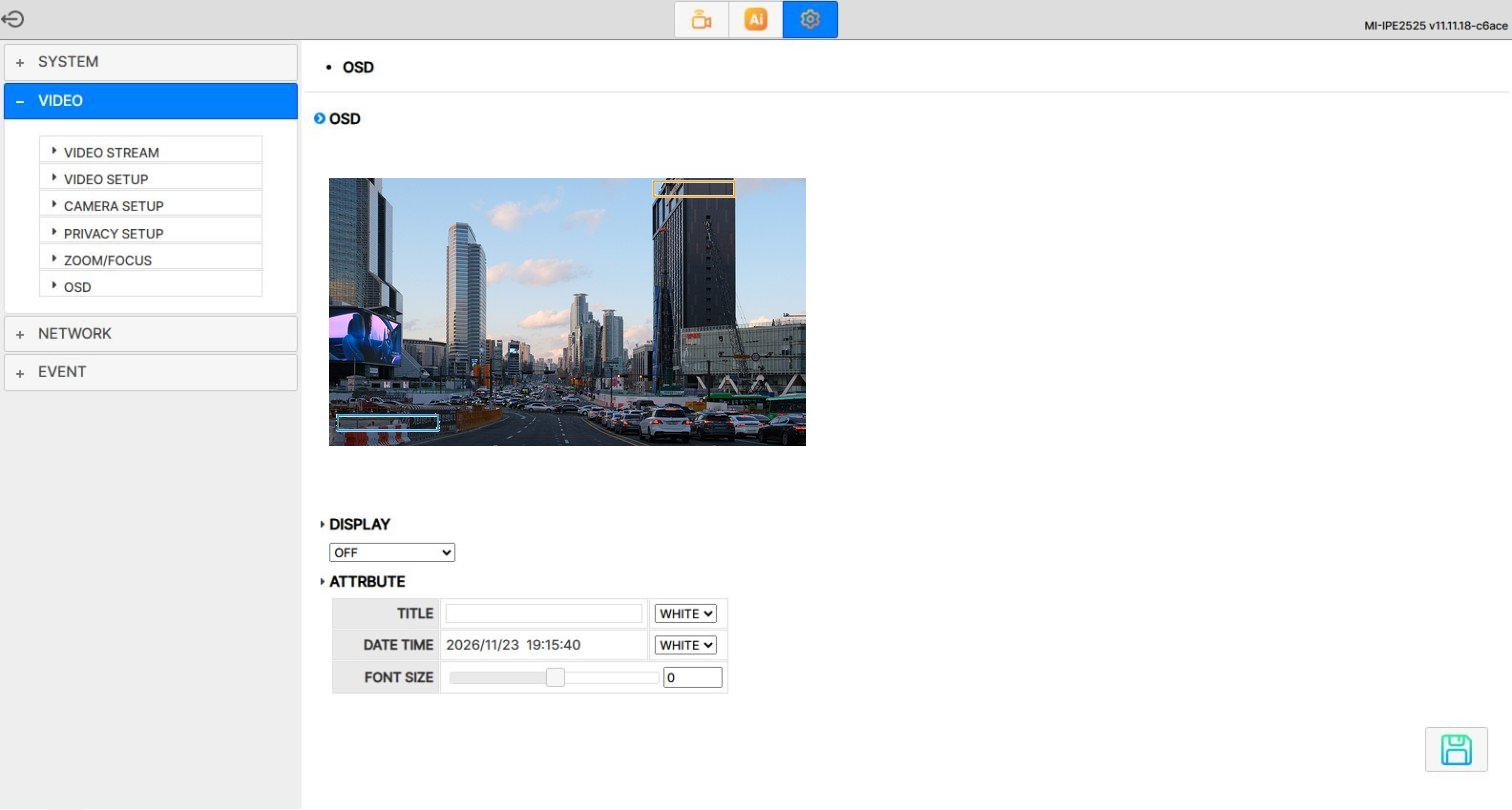 Ai
MI-IPE2525 v11.11.18-c6ace
+ SYSTEM
- VIDEO
VIDEO STREAM
VIDEO SETUP
CAMERA SETUP
PRIVACY SETUP
ZOOM/FOCUS
OSD
+ NETWORK
+ EVENT
• OSD
OSD
DISPLAY
OFF
ATTRBUTE
TITLE WHITE
DATE TIME 2026/11/23 19:15:40 WHITE
FONT SIZE 0